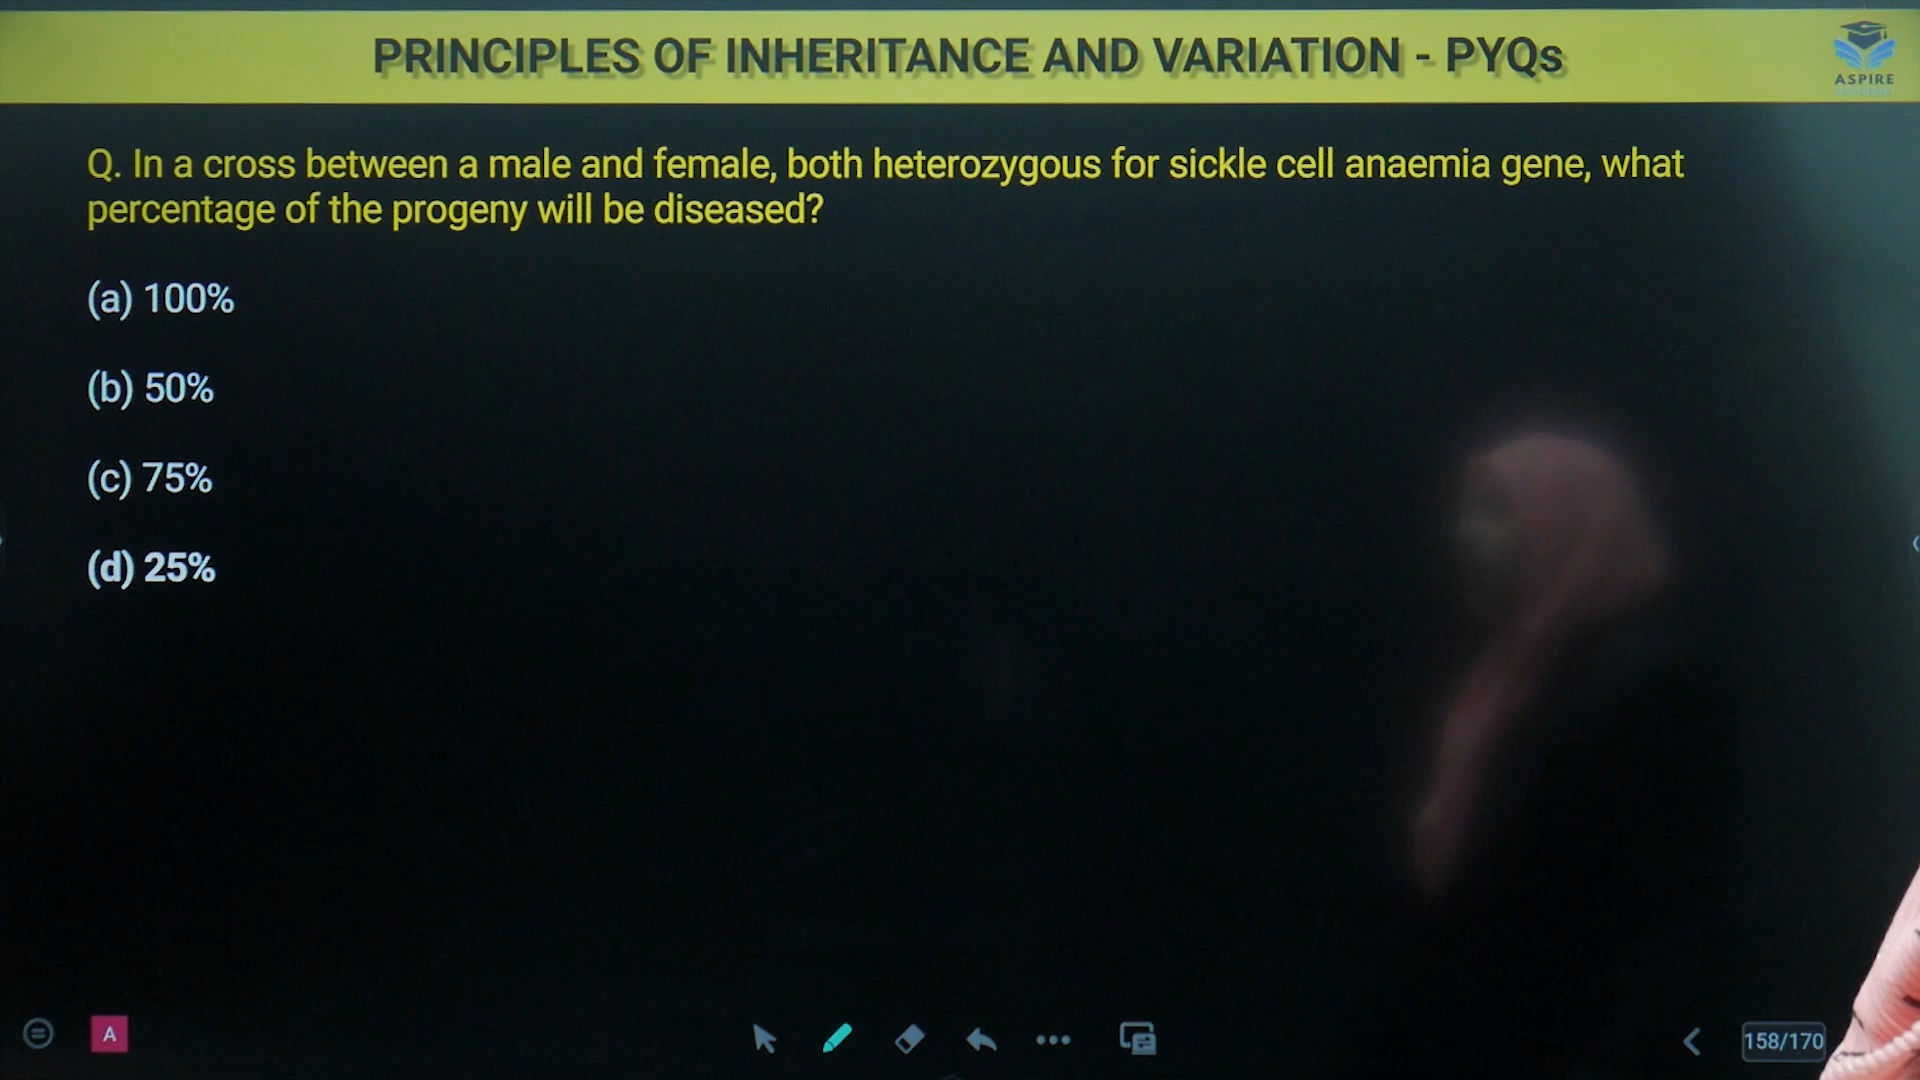 PRINCIPLES OF INHERITANCE AND VARIATION - PYQs
ASPIRE
Q. In a cross between a male and female, both heterozygous for sickle cell anaemia gene, what
percentage of the progeny will be diseased?
(a) 100%
(b) 50%
(c) 75%
(d) 25%
A
158/170